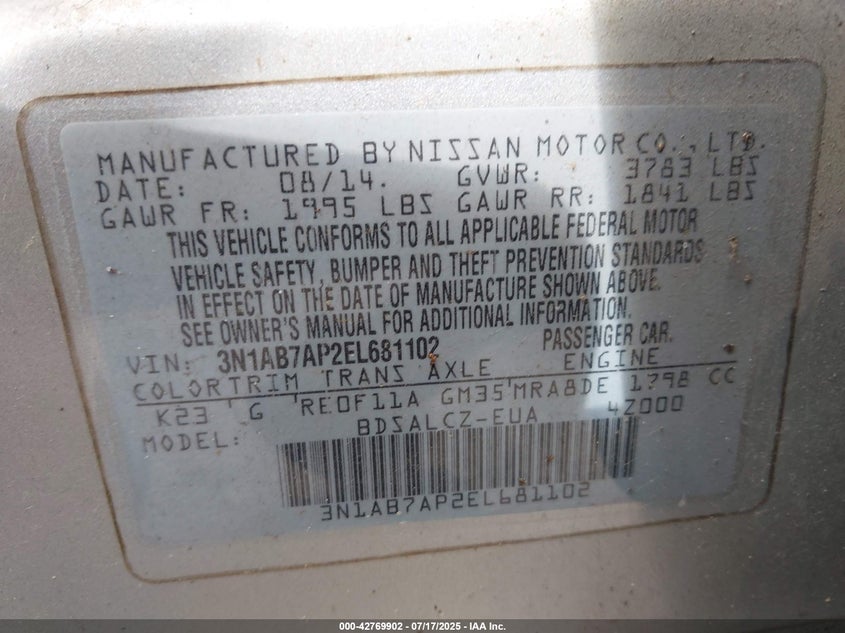 MANUFACTURED BY NISSAN MOTOR CO., LTD.
DATE: 08/14. GVWR: 3783 LBS
GAWR FR: 1995 LBS GAWR RR: 1841 LBS
THIS VEHICLE CONFORMS TO ALL APPLICABLE FEDERAL MOTOR
VEHICLE SAFETY, BUMPER AND THEFT PREVENTION STANDARDS
IN EFFECT ON THE DATE OF MANUFACTURE SHOWN ABOVE.
SEE OWNER'S MANUAL FOR ADDITIONAL INFORMATION.
VIN: 3N1AB7AP2EL681102 PASSENGER CAR.
COLOR TRIM TRANS AXLE ENGINE
K23 G RE0F11A GM35 MRA8DE 1798 CC
MODEL: BDSALCZ-EUA 4Z000
3N1AB7AP2EL681102
000-42769902 - 07/17/2025 - IAA Inc.